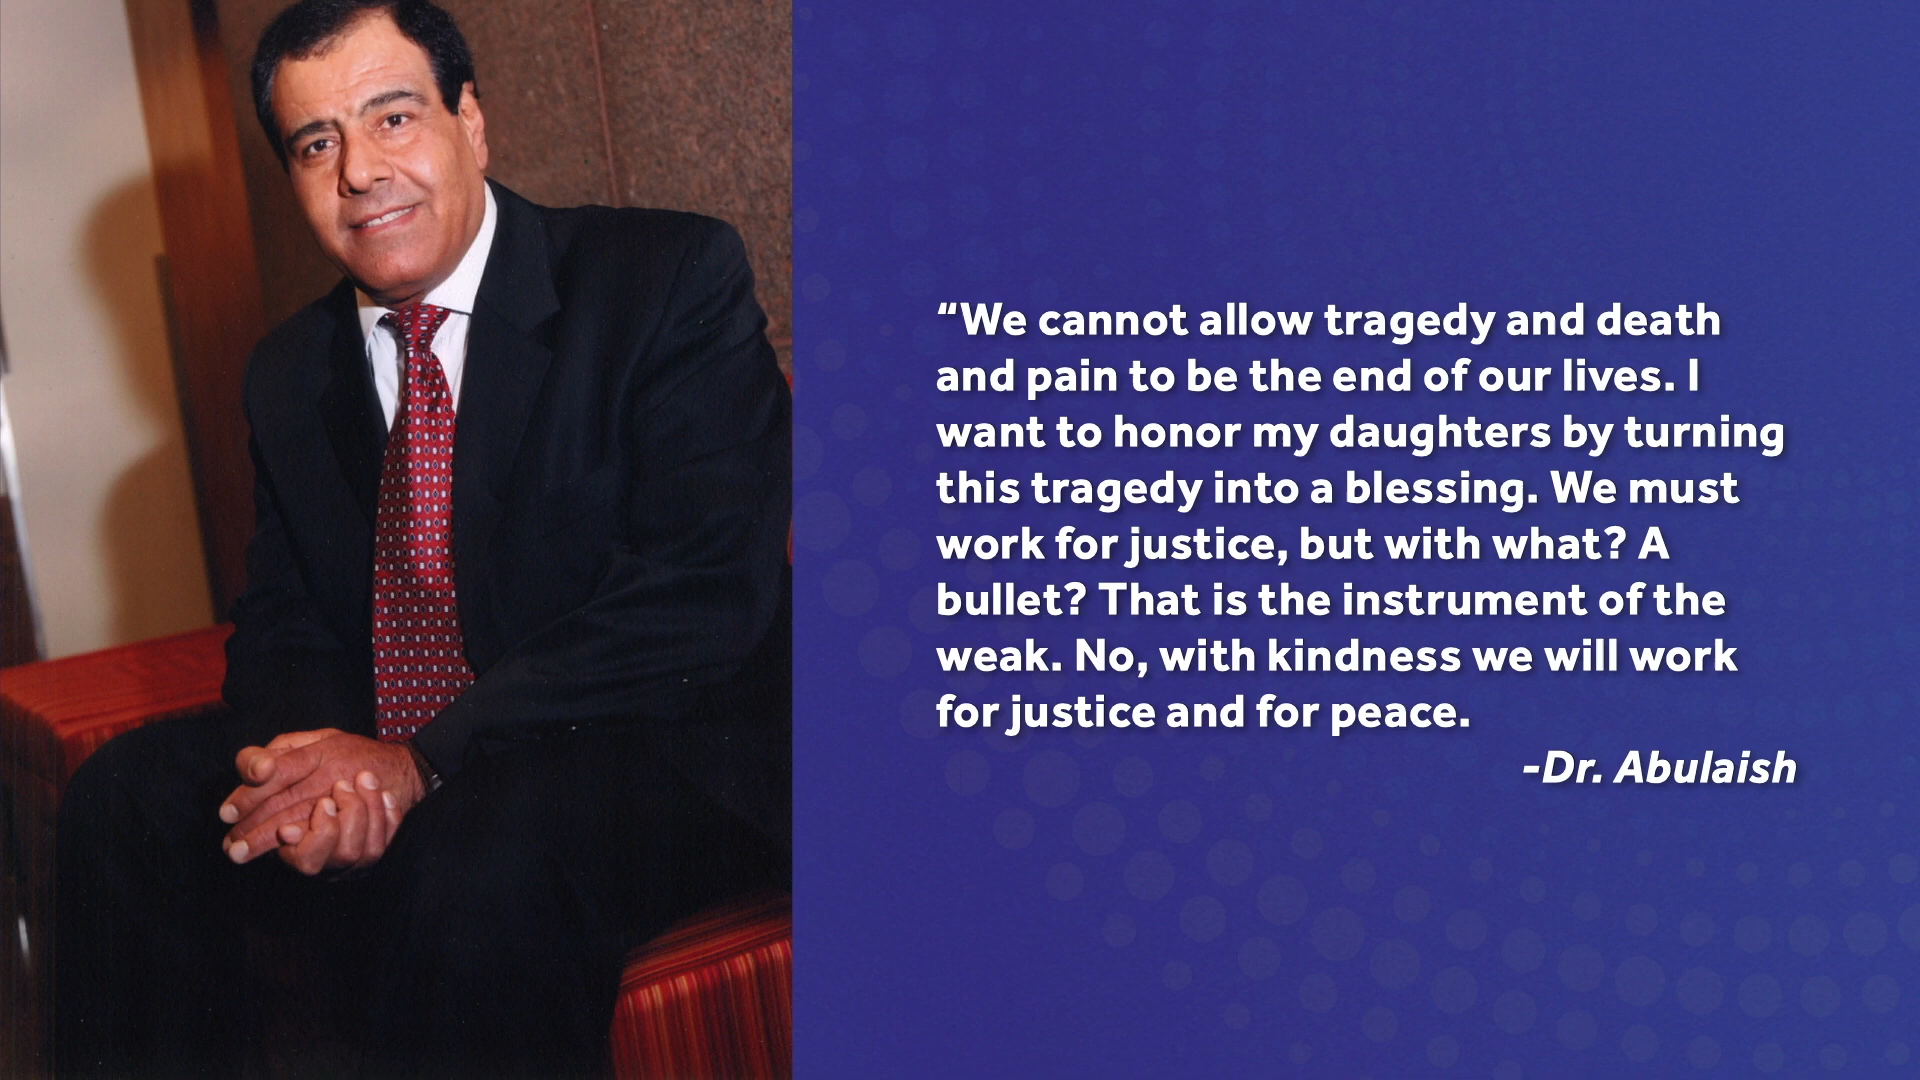 “We cannot allow tragedy and death
and pain to be the end of our lives. I
want to honor my daughters by turning
this tragedy into a blessing. We must
work for justice, but with what? A
bullet? That is the instrument of the
weak. No, with kindness we will work
for justice and for peace.
-Dr. Abulaish